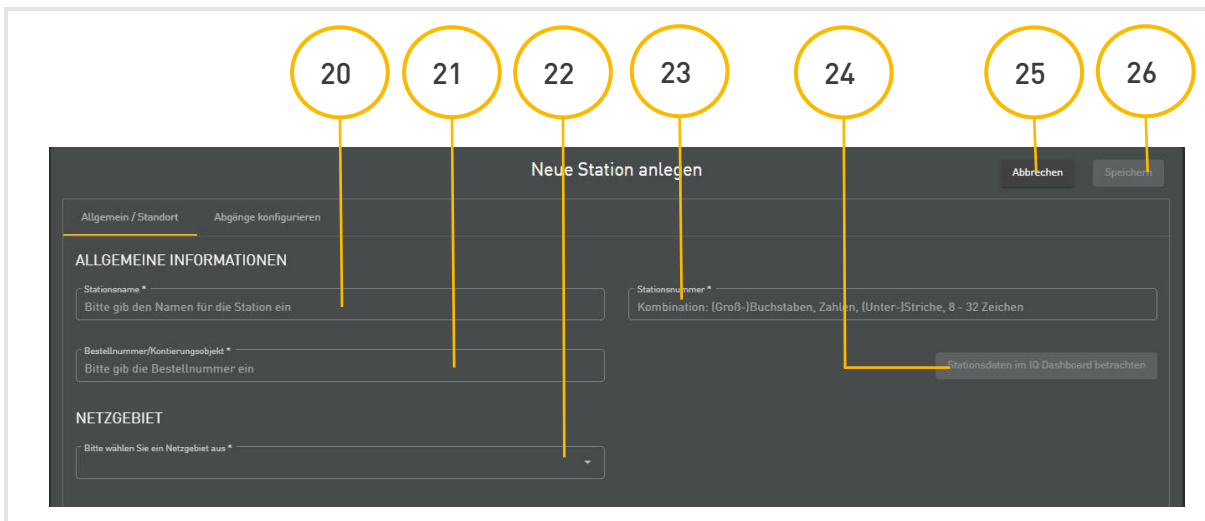 20 21 22 23 24 25 26
Neue Station anlegen
Abbrechen
Speichern
Allgemein / Standort
Abgänge konfigurieren
ALLGEMEINE INFORMATIONEN
Stationsname *
Bitte gib den Namen für die Station ein
Stationsnummer *
Kombination: (Groß-)Buchstaben, Zahlen, (Unter-)Striche, 8 - 32 Zeichen
Bestellnummer/Kontierungsobjekt *
Bitte gib die Bestellnummer ein
Stationsdaten im IQ Dashboard betrachten
NETZGEBIET
Bitte wählen Sie ein Netzgebiet aus *